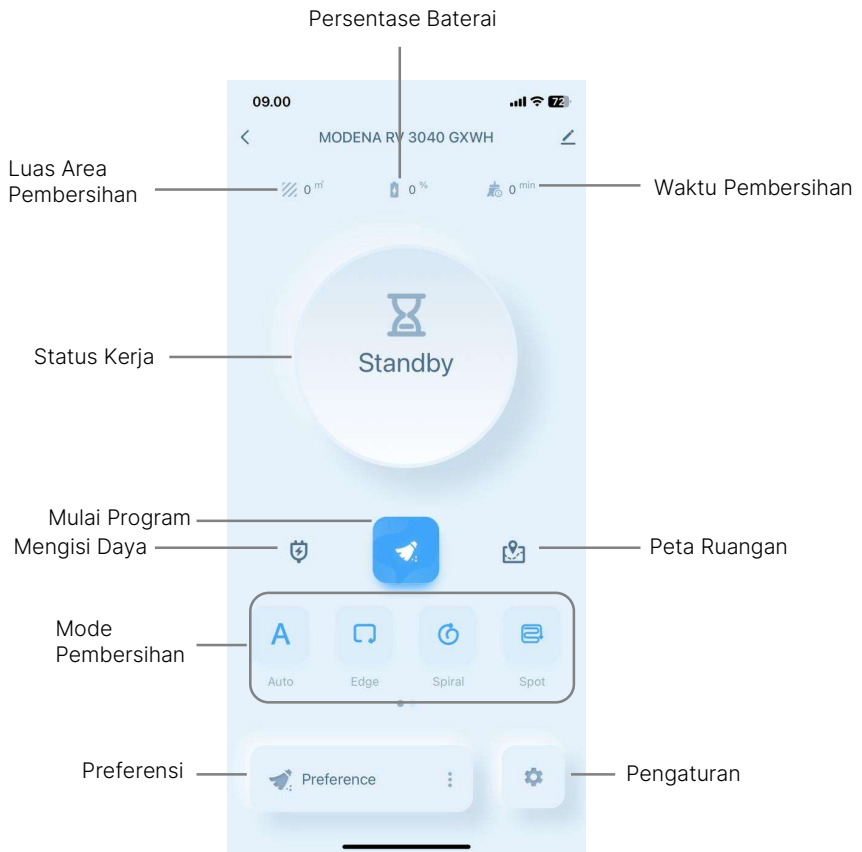 Persentase Baterai
09.00
72
MODENA RV 3040 GXWH
Luas Area
Pembersihan
0 m²
0 %
0 min
Waktu Pembersihan
Status Kerja
Standby
Mulai Program
Mengisi Daya
Peta Ruangan
Mode
Pembersihan
A
Auto
Edge
Spiral
Spot
Preferensi
Preference
Pengaturan